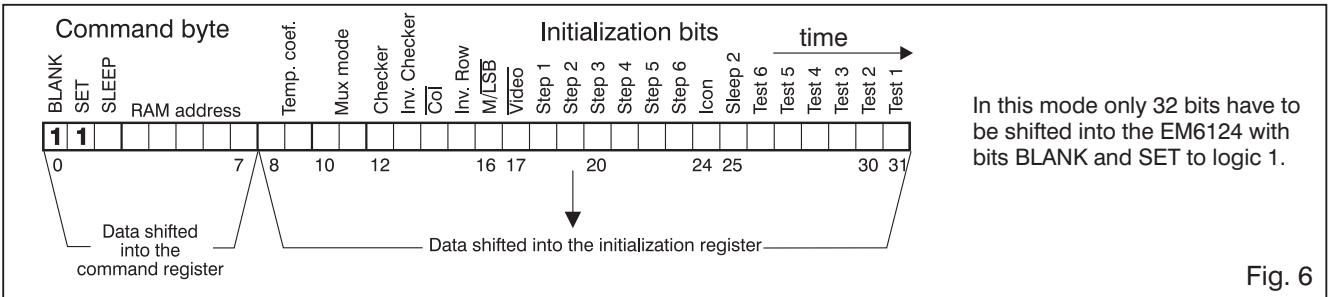 Command byte
Initialization bits
time
BLANK
SET
SLEEP
RAM address
Temp. coef.
Mux mode
Checker
Inv. Checker
Col
Inv. Row
M/LSB
Video
Step 1
Step 2
Step 3
Step 4
Step 5
Step 6
Icon
Sleep 2
Test 6
Test 5
Test 4
Test 3
Test 2
Test 1
1 1
0 7 8 10 12 16 17 20 24 25 30 31
Data shifted
into the
command register
Data shifted into the initialization register
In this mode only 32 bits have to
be shifted into the EM6124 with
bits BLANK and SET to logic 1.
Fig. 6